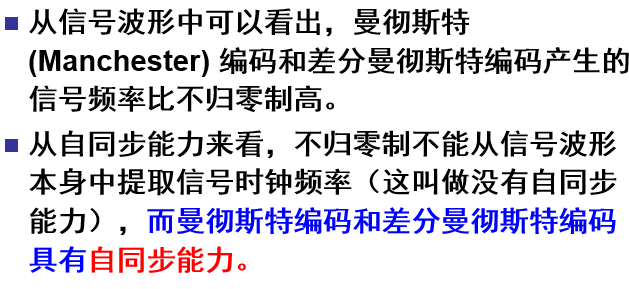 从信号波形中可以看出，曼彻斯特
(Manchester) 编码和差分曼彻斯特编码产生的
信号频率比不归零制高。
从自同步能力来看，不归零制不能从信号波形
本身中提取信号时钟频率（这叫做没有自同步
能力），而曼彻斯特编码和差分曼彻斯特编码
具有自同步能力。